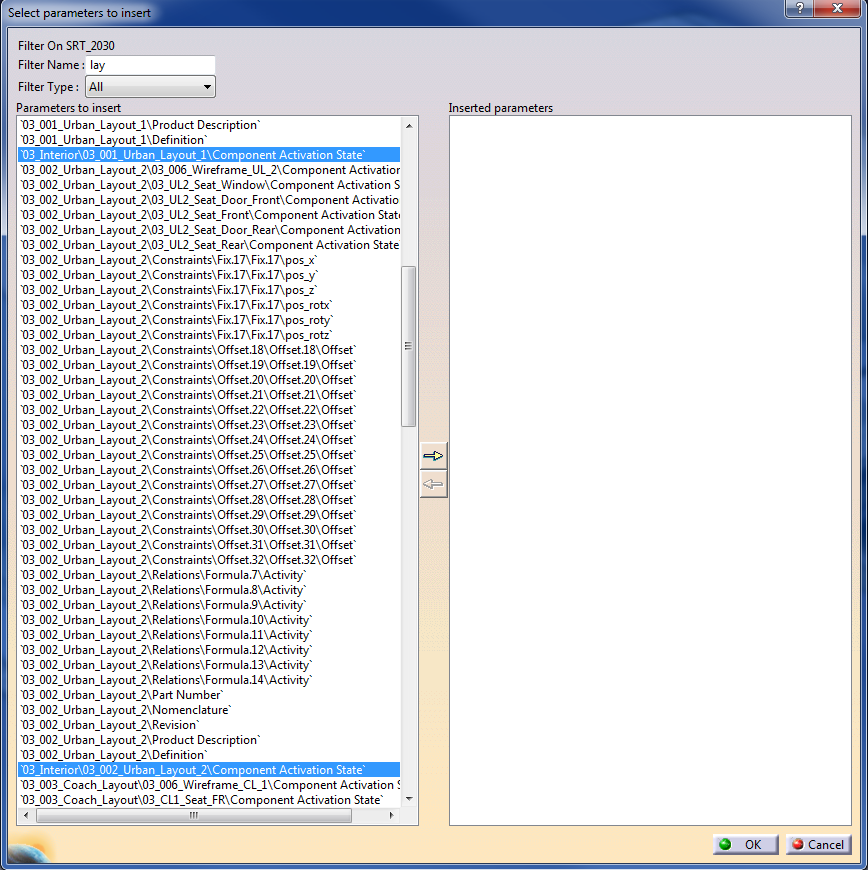 Select parameters to insert
Filter On SRT_2030
Filter Name : lay
Filter Type : All
Parameters to insert
Inserted parameters
`03_001_Urban_Layout_1\Product Description`
`03_001_Urban_Layout_1\Definition`
`03_Interior\03_001_Urban_Layout_1\Component Activation State`
`03_002_Urban_Layout_2\03_006_Wireframe_UL_2\Component Activation
`03_002_Urban_Layout_2\03_UL2_Seat_Window\Component Activation S
`03_002_Urban_Layout_2\03_UL2_Seat_Door_Front\Component Activatio
`03_002_Urban_Layout_2\03_UL2_Seat_Front\Component Activation State
`03_002_Urban_Layout_2\03_UL2_Seat_Door_Rear\Component Activation
`03_002_Urban_Layout_2\03_UL2_Seat_Rear\Component Activation State
`03_002_Urban_Layout_2\Constraints\Fix.17\Fix.17\pos_x`
`03_002_Urban_Layout_2\Constraints\Fix.17\Fix.17\pos_y`
`03_002_Urban_Layout_2\Constraints\Fix.17\Fix.17\pos_z`
`03_002_Urban_Layout_2\Constraints\Fix.17\Fix.17\pos_rotx`
`03_002_Urban_Layout_2\Constraints\Fix.17\Fix.17\pos_roty`
`03_002_Urban_Layout_2\Constraints\Fix.17\Fix.17\pos_rotz`
`03_002_Urban_Layout_2\Constraints\Offset.18\Offset.18\Offset`
`03_002_Urban_Layout_2\Constraints\Offset.19\Offset.19\Offset`
`03_002_Urban_Layout_2\Constraints\Offset.20\Offset.20\Offset`
`03_002_Urban_Layout_2\Constraints\Offset.21\Offset.21\Offset`
`03_002_Urban_Layout_2\Constraints\Offset.22\Offset.22\Offset`
`03_002_Urban_Layout_2\Constraints\Offset.23\Offset.23\Offset`
`03_002_Urban_Layout_2\Constraints\Offset.24\Offset.24\Offset`
`03_002_Urban_Layout_2\Constraints\Offset.25\Offset.25\Offset`
`03_002_Urban_Layout_2\Constraints\Offset.26\Offset.26\Offset`
`03_002_Urban_Layout_2\Constraints\Offset.27\Offset.27\Offset`
`03_002_Urban_Layout_2\Constraints\Offset.28\Offset.28\Offset`
`03_002_Urban_Layout_2\Constraints\Offset.29\Offset.29\Offset`
`03_002_Urban_Layout_2\Constraints\Offset.30\Offset.30\Offset`
`03_002_Urban_Layout_2\Constraints\Offset.31\Offset.31\Offset`
`03_002_Urban_Layout_2\Constraints\Offset.32\Offset.32\Offset`
`03_002_Urban_Layout_2\Relations\Formula.7\Activity`
`03_002_Urban_Layout_2\Relations\Formula.8\Activity`
`03_002_Urban_Layout_2\Relations\Formula.9\Activity`
`03_002_Urban_Layout_2\Relations\Formula.10\Activity`
`03_002_Urban_Layout_2\Relations\Formula.11\Activity`
`03_002_Urban_Layout_2\Relations\Formula.12\Activity`
`03_002_Urban_Layout_2\Relations\Formula.13\Activity`
`03_002_Urban_Layout_2\Relations\Formula.14\Activity`
`03_002_Urban_Layout_2\Part Number`
`03_002_Urban_Layout_2\Nomenclature`
`03_002_Urban_Layout_2\Revision`
`03_002_Urban_Layout_2\Product Description`
`03_002_Urban_Layout_2\Definition`
`03_Interior\03_002_Urban_Layout_2\Component Activation State`
`03_003_Coach_Layout\03_006_Wireframe_CL_1\Component Activation S
`03_003_Coach_Layout\03_CL1_Seat_FR\Component Activation State`
OK
Cancel